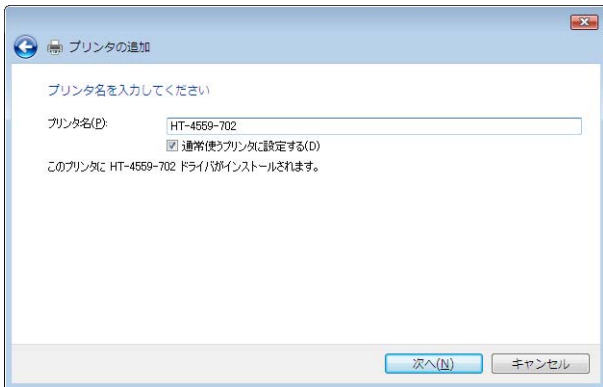 プリンタの追加
プリンタ名を入力してください
プリンタ名(P): HT-4559-702
通常使うプリンタに設定する(D)
このプリンタに HT-4559-702 ドライバがインストールされます。
次へ(N) キャンセル